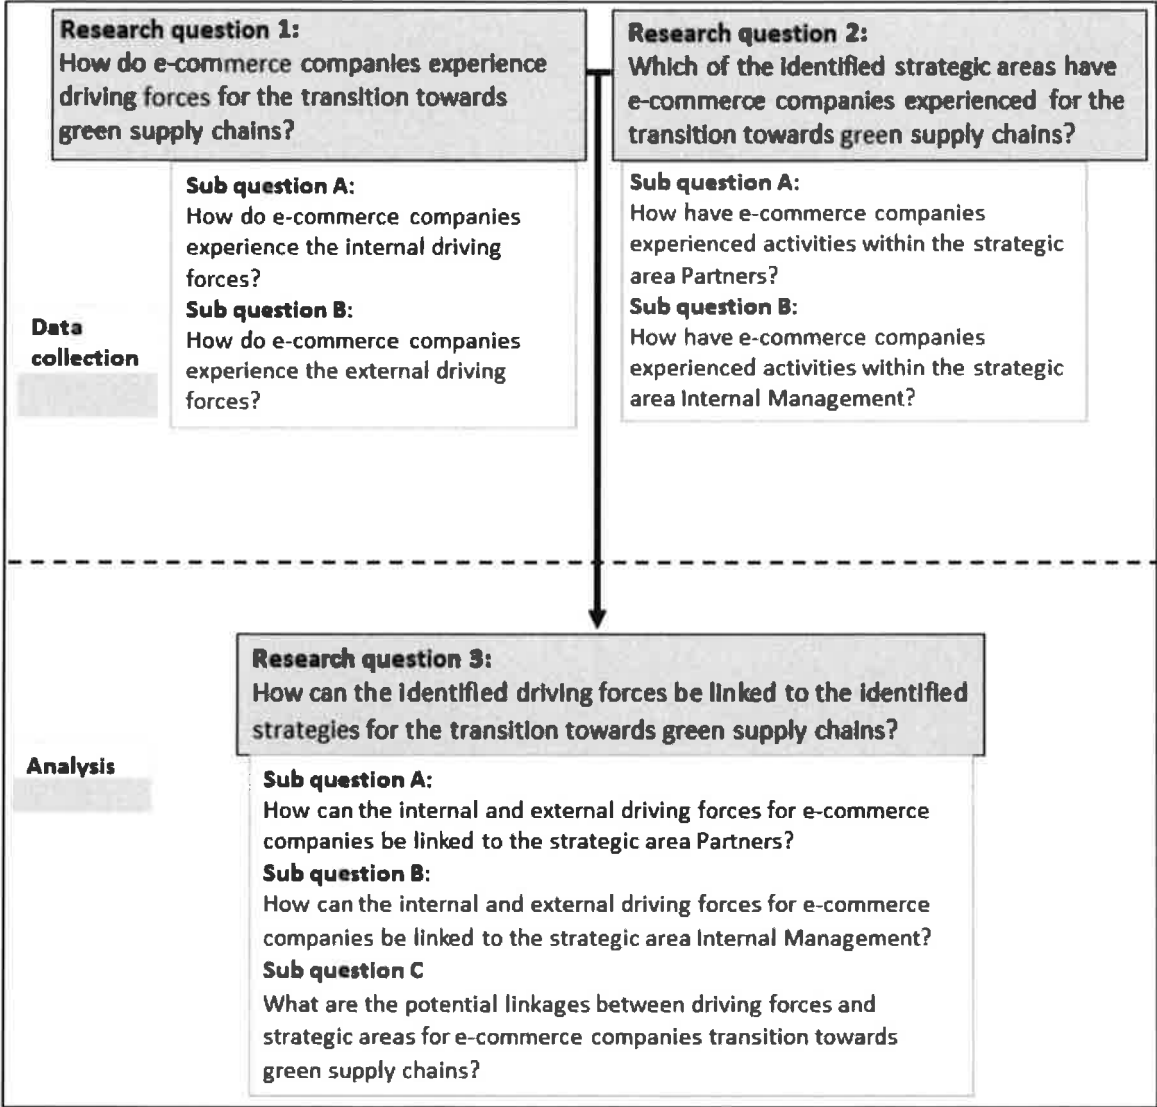 Research question 1:
How do e-commerce companies experience
driving forces for the transition towards
green supply chains?
Research question 2:
Which of the identified strategic areas have
e-commerce companies experienced for the
transition towards green supply chains?
Sub question A:
How do e-commerce companies
experience the internal driving
forces?
Sub question B:
How do e-commerce companies
experience the external driving
forces?
Sub question A:
How have e-commerce companies
experienced activities within the strategic
area Partners?
Sub question B:
How have e-commerce companies
experienced activities within the strategic
area Internal Management?
Data
collection
Research question 3:
How can the identified driving forces be linked to the identified
strategies for the transition towards green supply chains?
Analysis
Sub question A:
How can the internal and external driving forces for e-commerce
companies be linked to the strategic area Partners?
Sub question B:
How can the internal and external driving forces for e-commerce
companies be linked to the strategic area Internal Management?
Sub question C
What are the potential linkages between driving forces and
strategic areas for e-commerce companies transition towards
green supply chains?